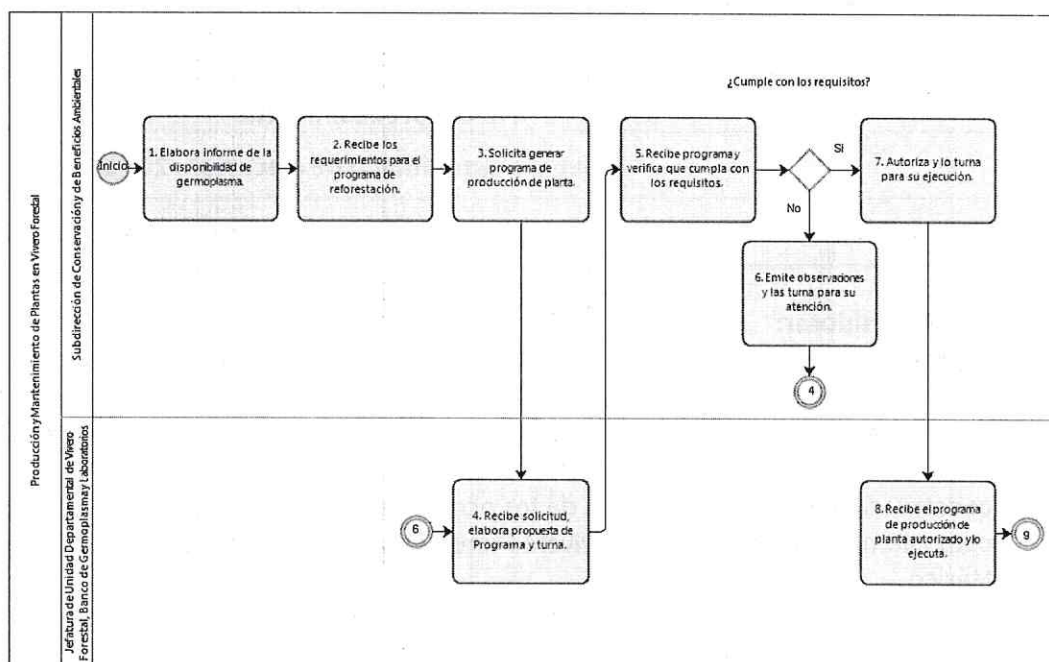 Producción y Mantenimiento de Plantas en Vivero Forestal
Subdirección de Conservación y de Beneficios Ambientales
¿Cumple con los requisitos?
Inicio
1. Elabora informe de la
disponibilidad de
germoplasma.
2. Recibe los
requerimientos para el
programa de
reforestación.
3. Solicita generar
programa de
producción de planta.
5. Recibe programa y
verifica que cumpla con
los requisitos.
Si
No
7. Autoriza y lo turna
para su ejecución.
6. Emite observaciones
y las turna para su
atención.
4
Jefatura de Unidad Departamental de Vivero
Forestal, Banco de Germoplasma y Laboratorios
6
4. Recibe solicitud,
elabora propuesta de
Programa y turna.
8. Recibe el programa
de producción de
planta autorizado y lo
ejecuta.
9